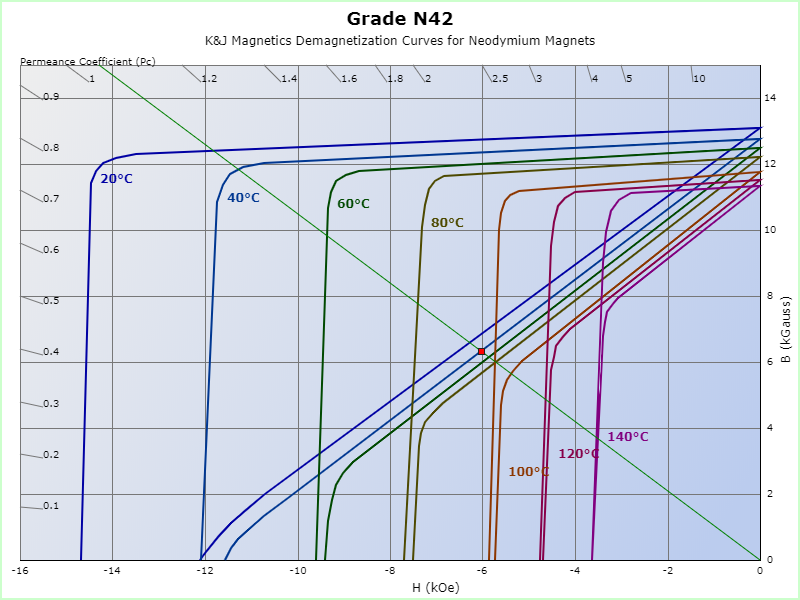 Grade N42
K&J Magnetics Demagnetization Curves for Neodymium Magnets
Permeance Coefficient (Pc)
1 1.2 1.4 1.6 1.8 2 2.5 3 4 5 10
0.9
14
0.8
12
20°C
0.7
40°C
60°C
80°C
10
0.6
0.5
8
B (kGauss)
0.4
6
0.3
4
140°C
0.2
120°C
100°C
2
0.1
0
-16 -14 -12 -10 -8 -6 -4 -2 0
H (kOe)